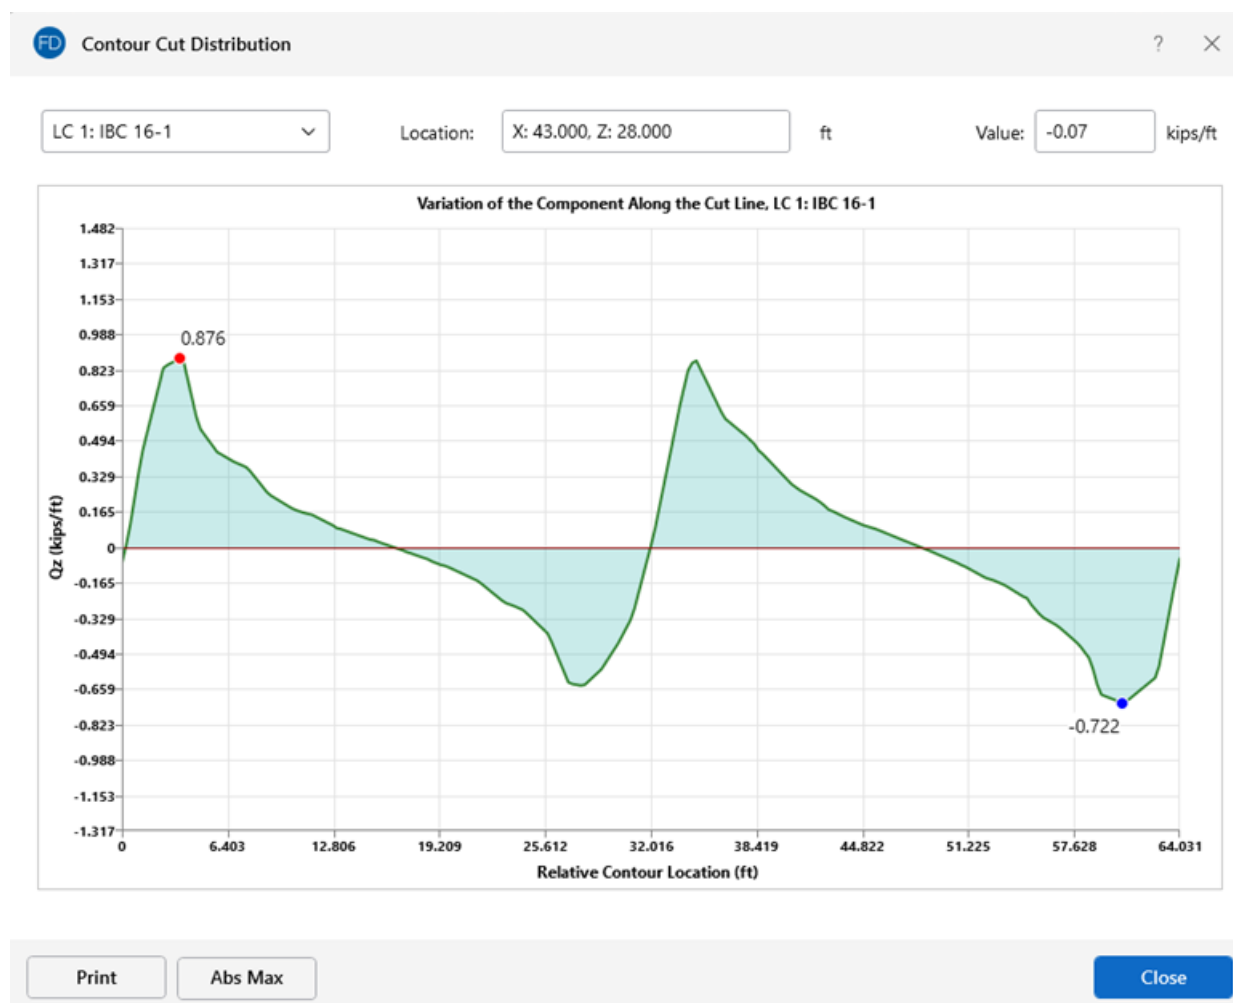 FD Contour Cut Distribution ? ×
LC 1: IBC 16-1 Location: X: 43.000, Z: 28.000 ft Value: -0.07 kips/ft
Variation of the Component Along the Cut Line, LC 1: IBC 16-1
1.482
1.317
1.153
0.988
0.876
0.823
0.659
0.494
0.329
0.165
0
-0.165
-0.329
-0.494
-0.659
-0.823
-0.722
-0.988
-1.153
-1.317
Qz (kips/ft)
0 6.403 12.806 19.209 25.612 32.016 38.419 44.822 51.225 57.628 64.031
Relative Contour Location (ft)
Print Abs Max Close